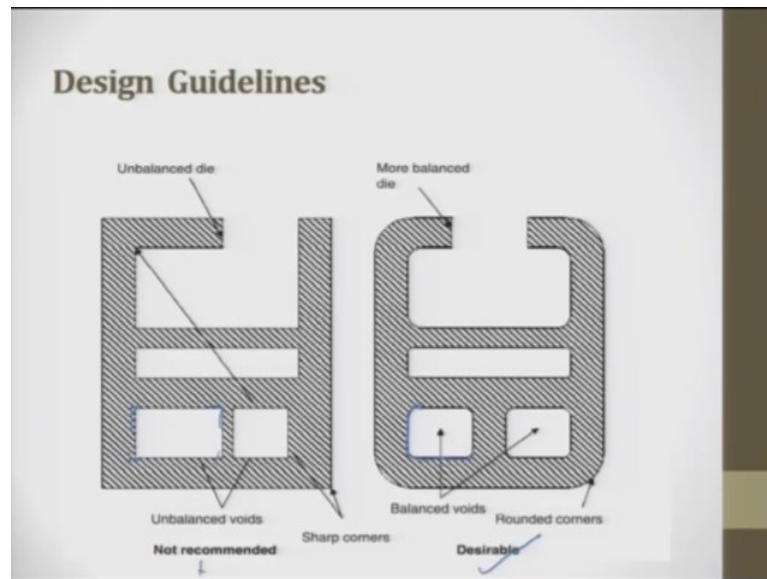 Design Guidelines
Unbalanced die
More balanced
die
Unbalanced voids
Sharp corners
Balanced voids
Rounded corners
Not recommended
Desirable